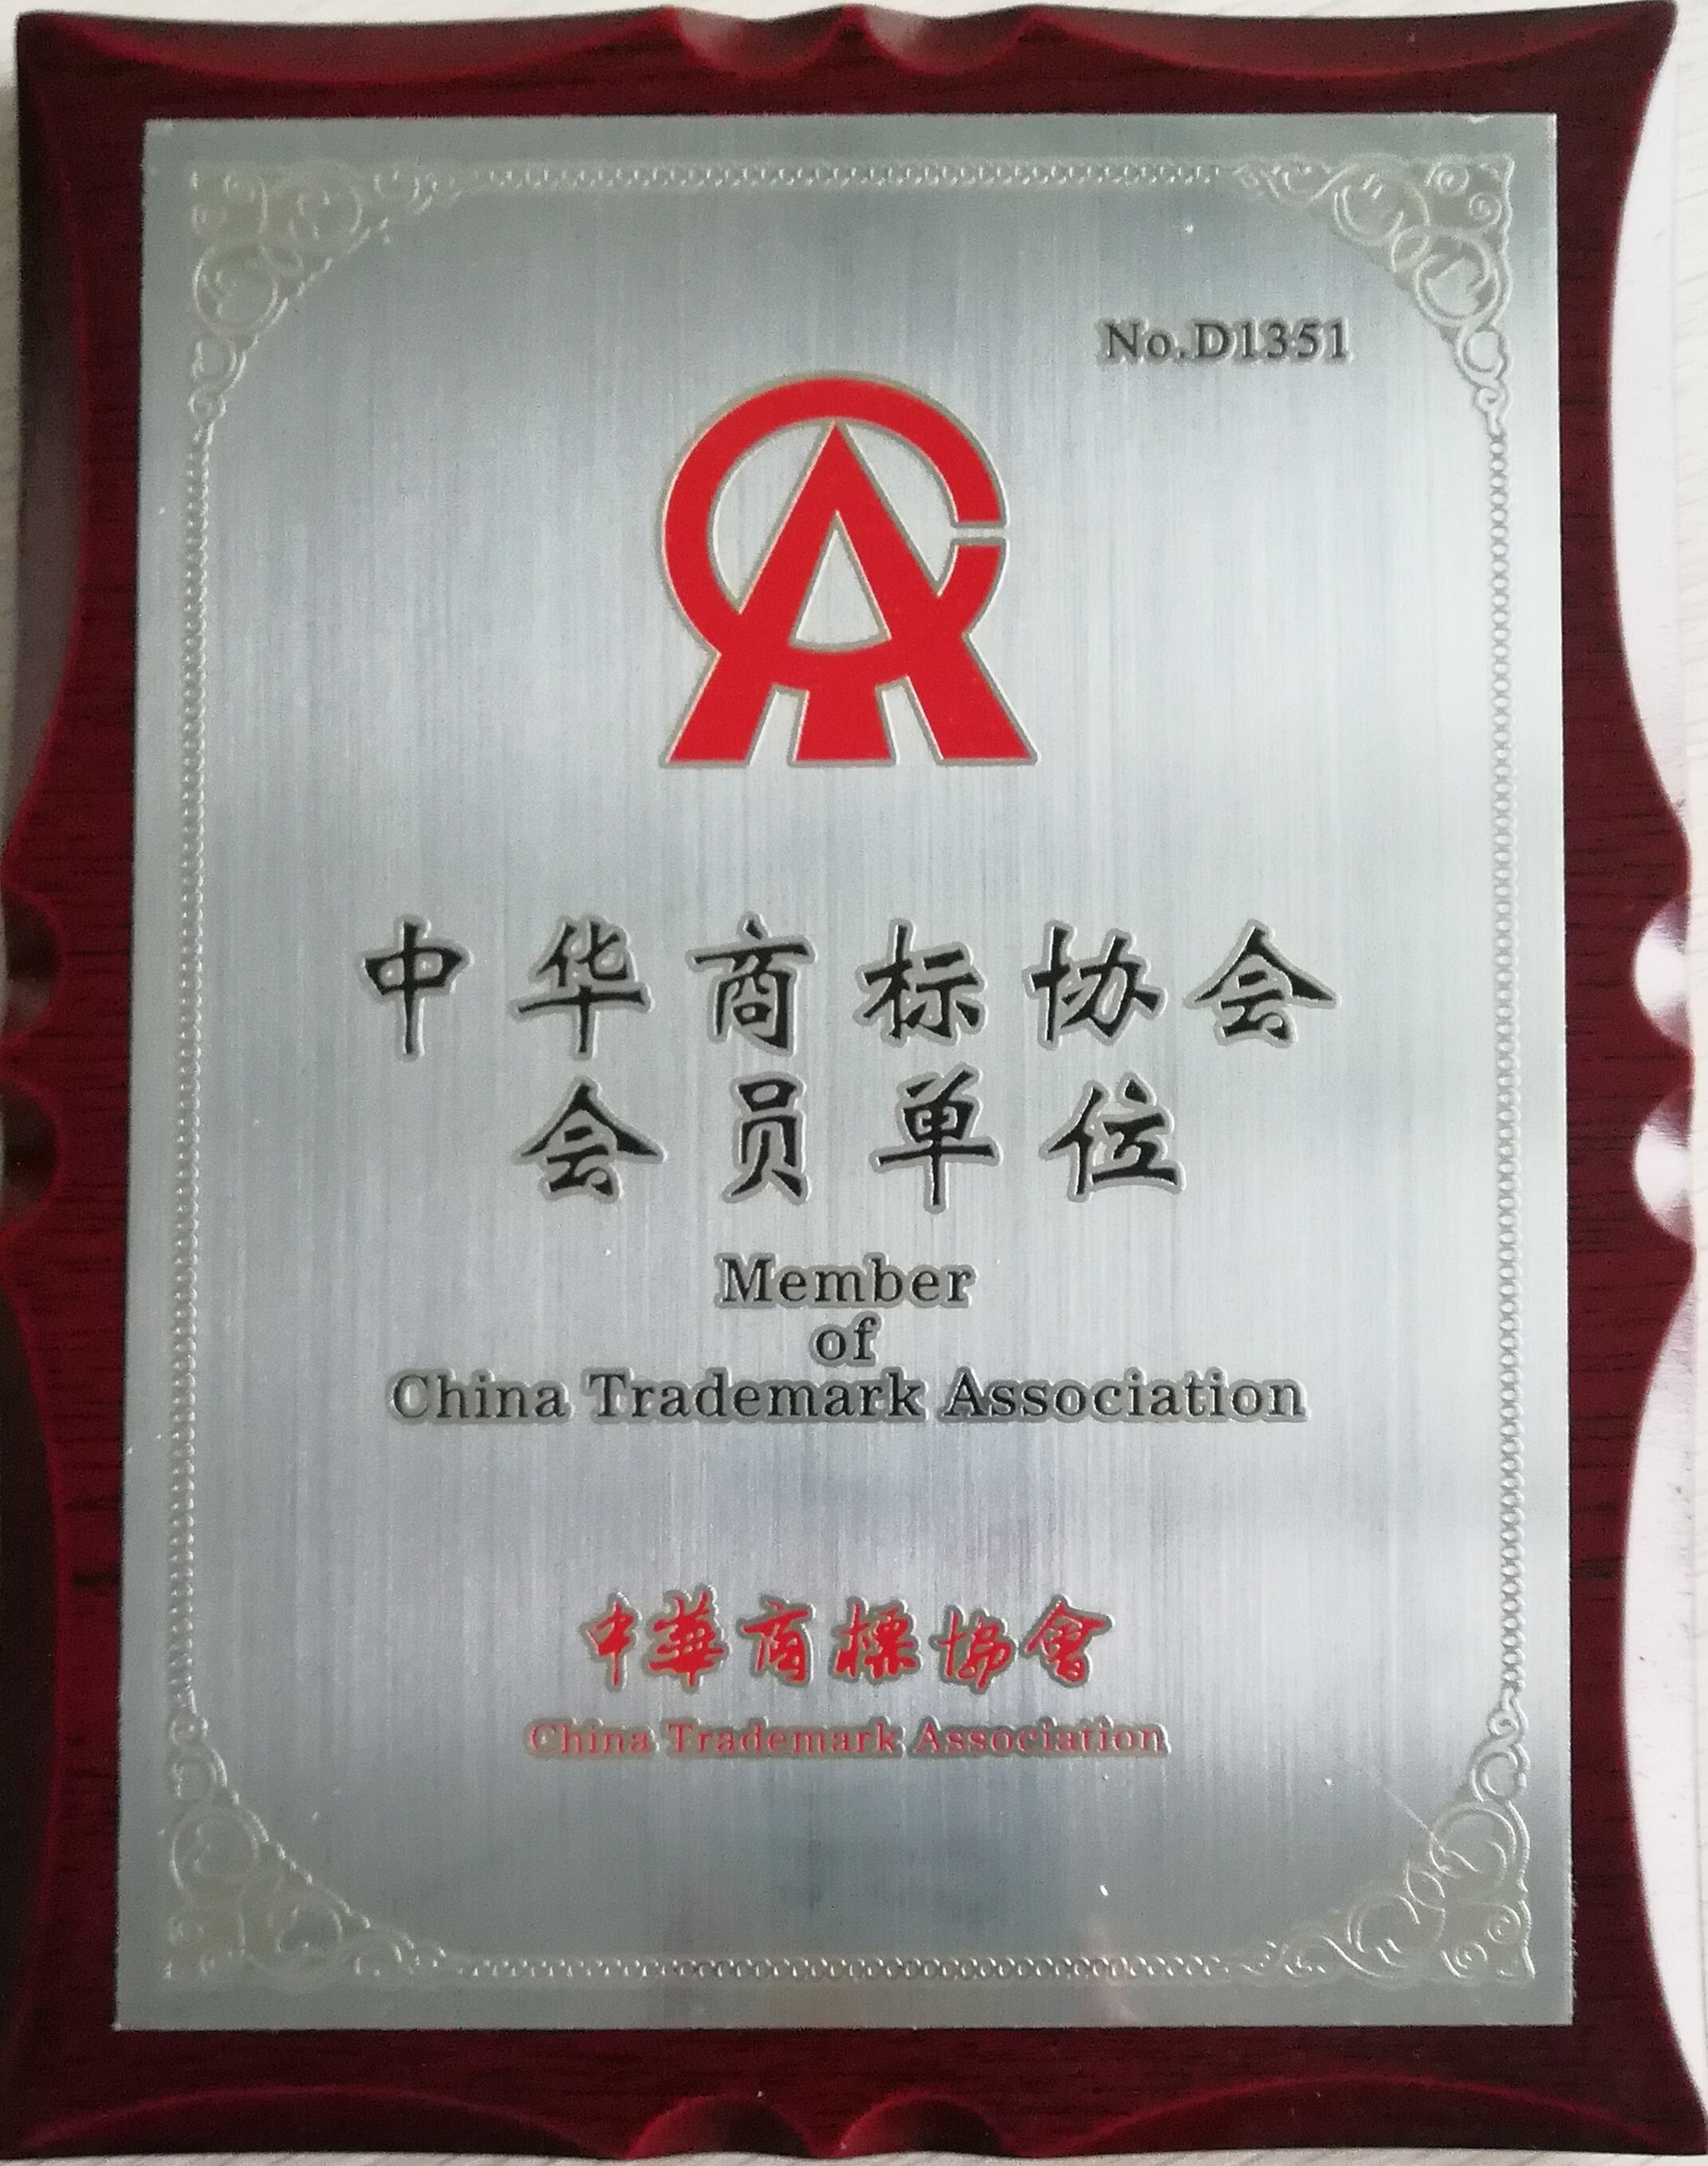 No.D1351
中华商标协会
会员单位
Member
of
China Trademark Association
中華商標協會
China Trademark Association